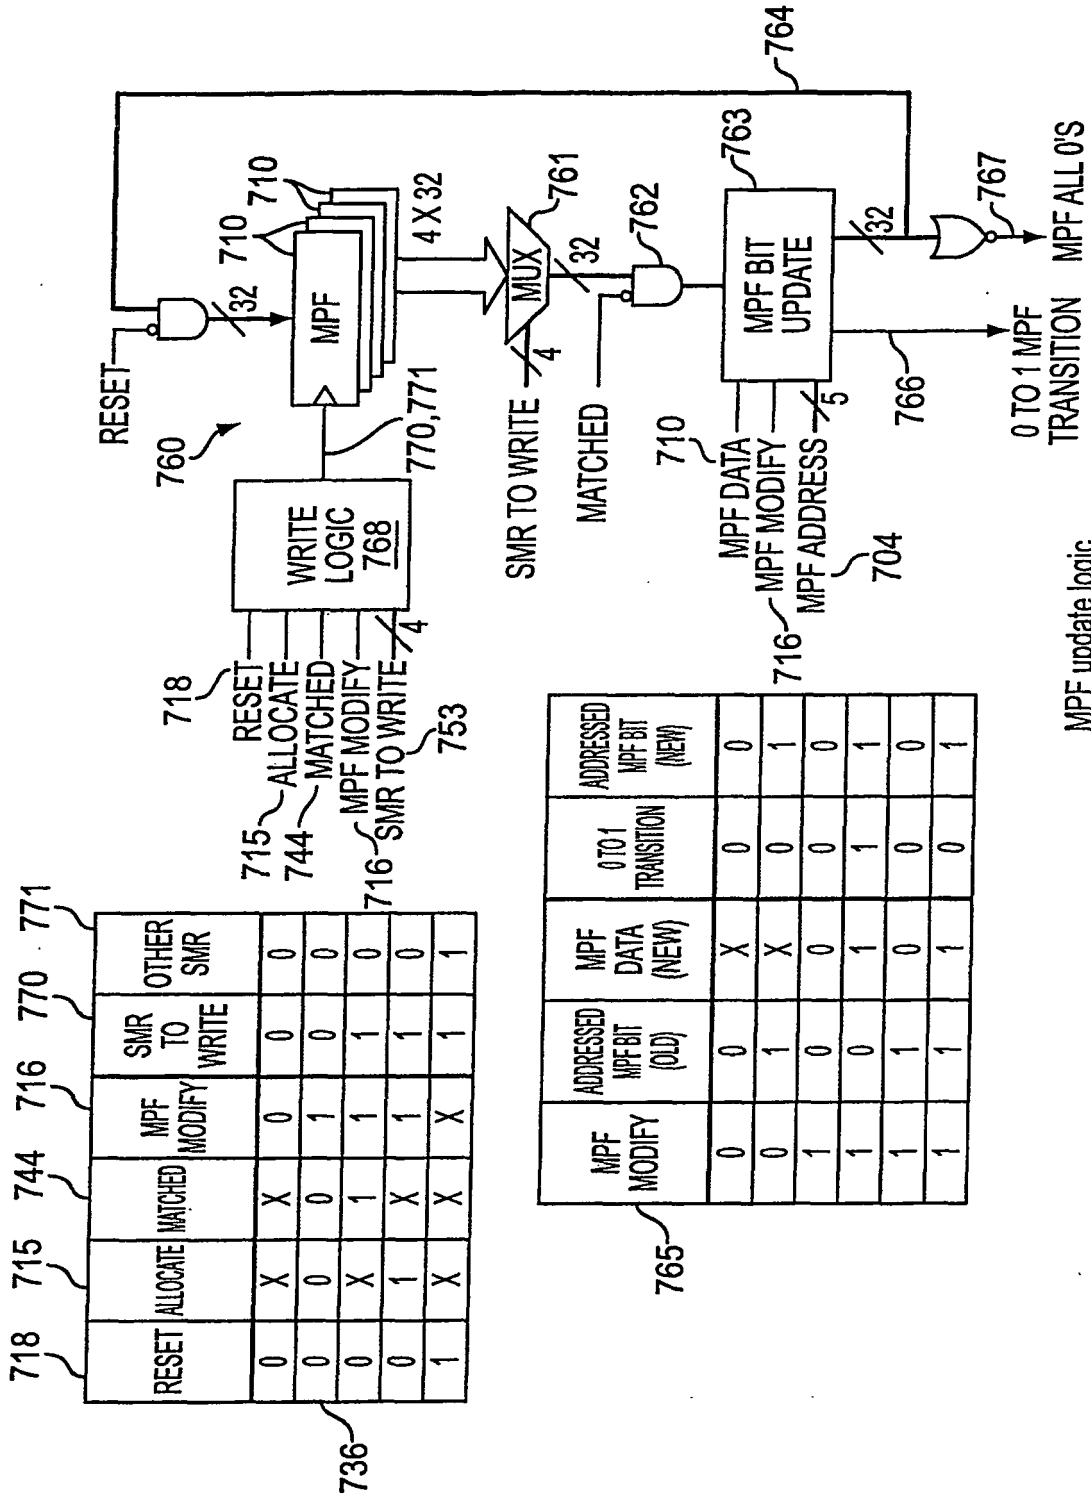 718 715 744 716 770 771
RESET ALLOCATE MATCHED MPF MODIFY SMR TO WRITE OTHER SMR
0 X X 0 0 0
0 0 0 1 0 0
0 X 1 1 1 0
0 1 X 1 1 0
1 X X X 1 1
736
718
RESET
715 ALLOCATE
744 MATCHED
716 MPF MODIFY
SMR TO WRITE
753
4
WRITE
LOGIC
768
770,771
760
RESET
32
MPF
710
710
4 X 32
SMR TO WRITE
4
MUX
761
32
MATCHED
762
710
MPF DATA
716 MPF MODIFY
MPF ADDRESS
704
5
MPF BIT
UPDATE
763
764
32
766
0 TO 1 MPF
TRANSITION
767
MPF ALL 0'S
765
MPF MODIFY ADDRESSED MPF BIT (OLD) MPF DATA (NEW) 0 TO 1 TRANSITION ADDRESSED MPF BIT (NEW)
0 0 X 0 0
0 1 X 0 1
1 0 0 0 0
1 0 1 1 1
1 1 0 0 0
1 1 1 0 1
MPF update logic